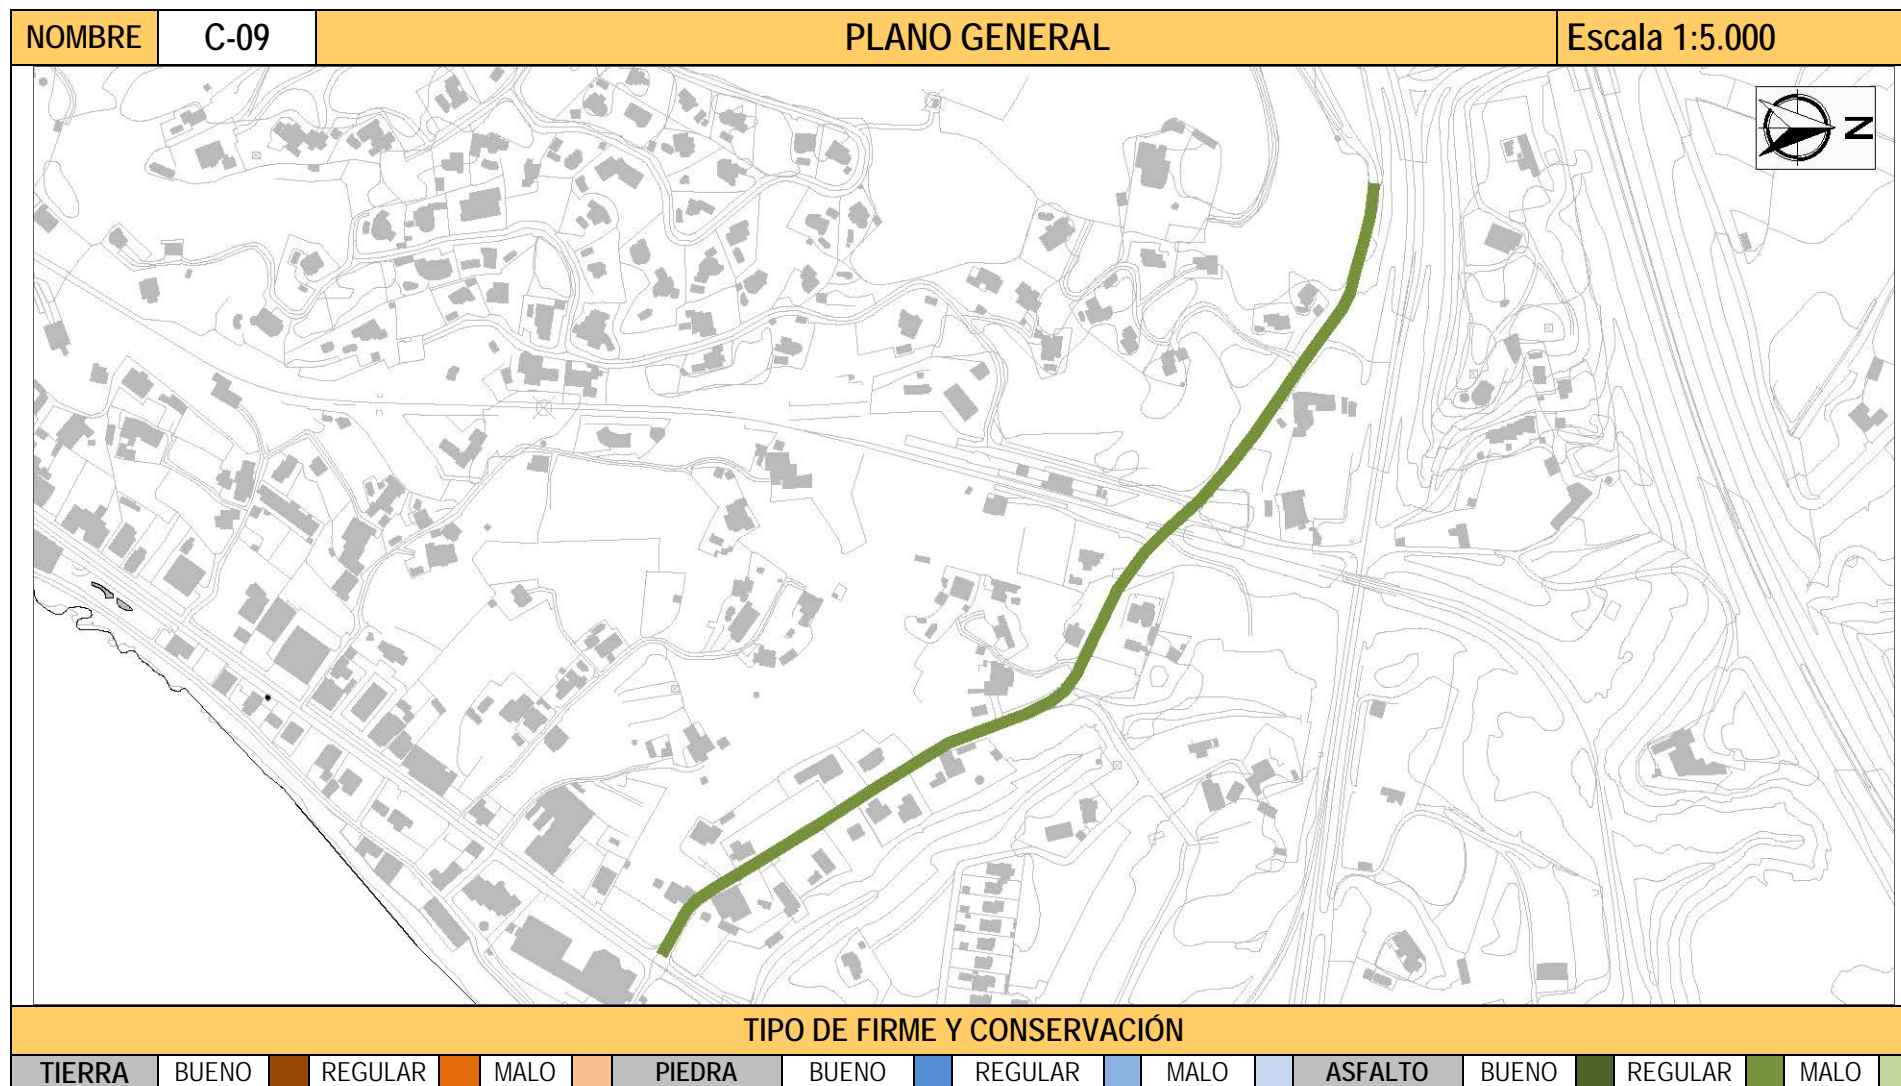 NOMBRE C-09 PLANO GENERAL Escala 1:5.000
N
TIPO DE FIRME Y CONSERVACIÓN
TIERRA BUENO REGULAR MALO PIEDRA BUENO REGULAR MALO ASFALTO BUENO REGULAR MALO